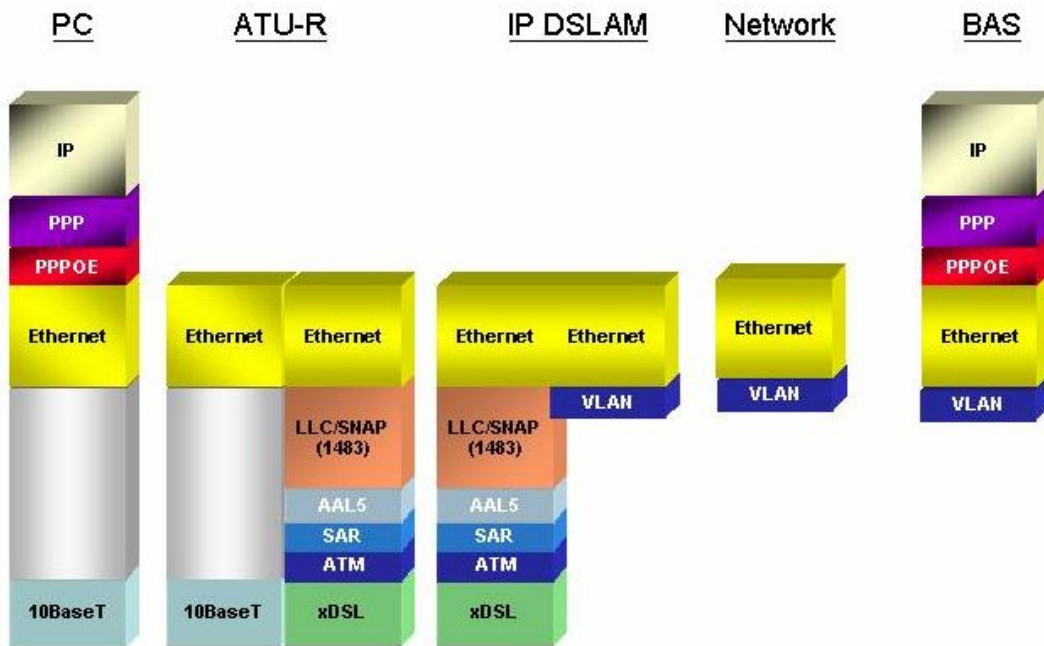 PC ATU-R IP DSLAM Network BAS
IP IP
PPP PPP
PPPOE PPPOE
Ethernet Ethernet Ethernet Ethernet Ethernet Ethernet Ethernet
VLAN VLAN VLAN
LLC/SNAP LLC/SNAP
(1483) (1483)
AAL5 AAL5
SAR SAR
ATM ATM
10BaseT 10BaseT xDSL xDSL